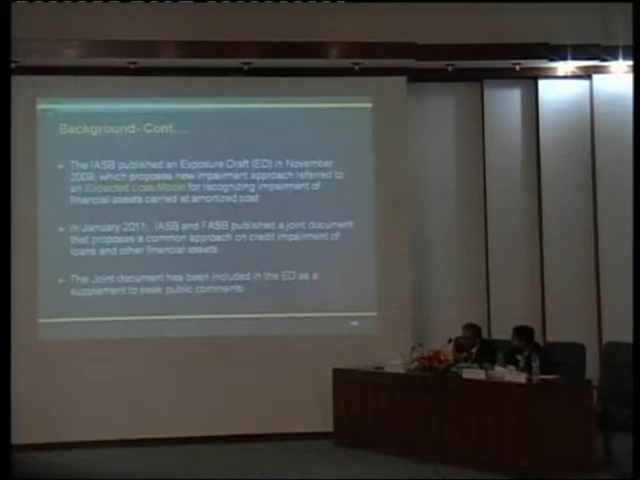 Background- Cont....
The IASB published an Exposure Draft (ED) in November
2009, which proposes new impairment approach referred to
an Expected Loss Model for recognizing impairment of
financial assets carried at amortized cost
In January 2011, IASB and FASB published a joint document
that proposes a common approach on credit impairment of
loans and other financial assets
The Joint document has been included in the ED as a
supplement to seek public comments